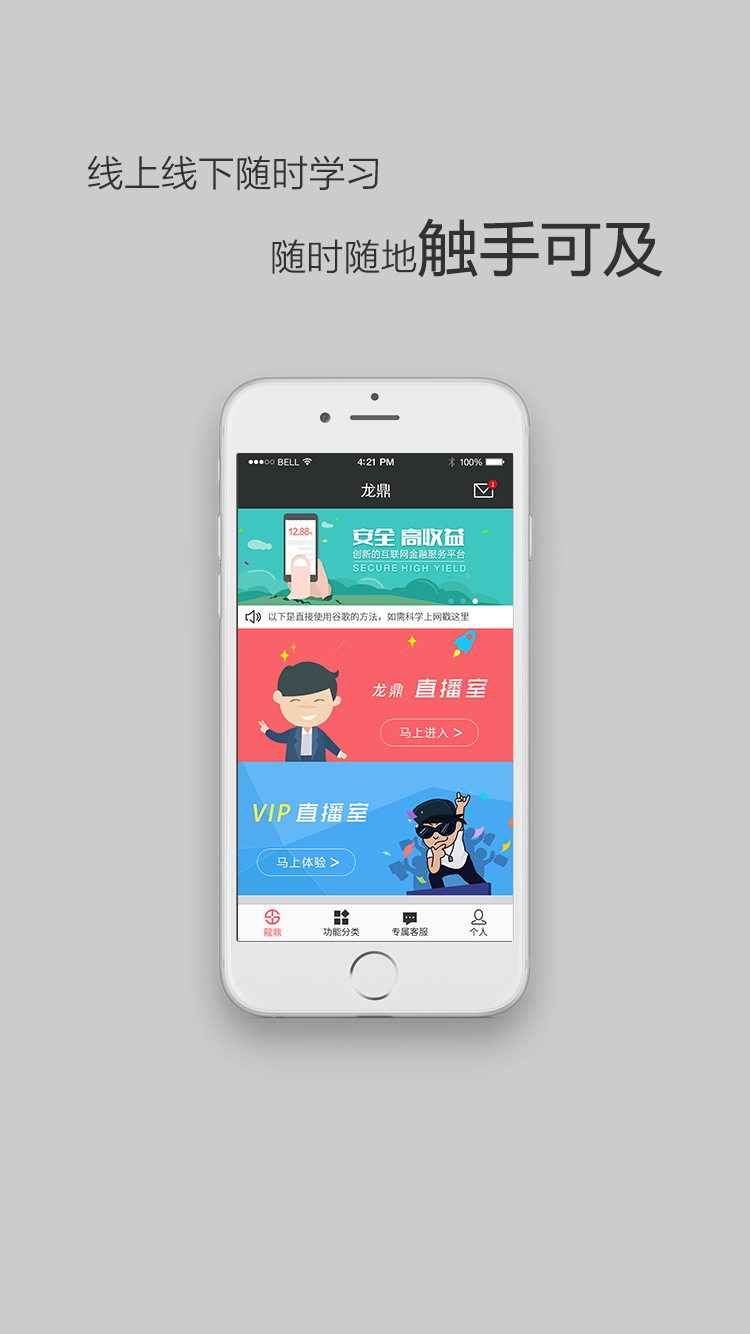 线上线下随时学习
随时随地触手可及
BELL 4:21 PM 100%
龙鼎
1
12.88%
安全 高收益
创新的互联网金融服务平台
SECURE HIGH YIELD
以下是直接使用谷歌的方法，如需科学上网戳这里
龙鼎 直播室
马上进入 >
VIP 直播室
马上体验 >
龍鼎 功能分类 专属客服 个人